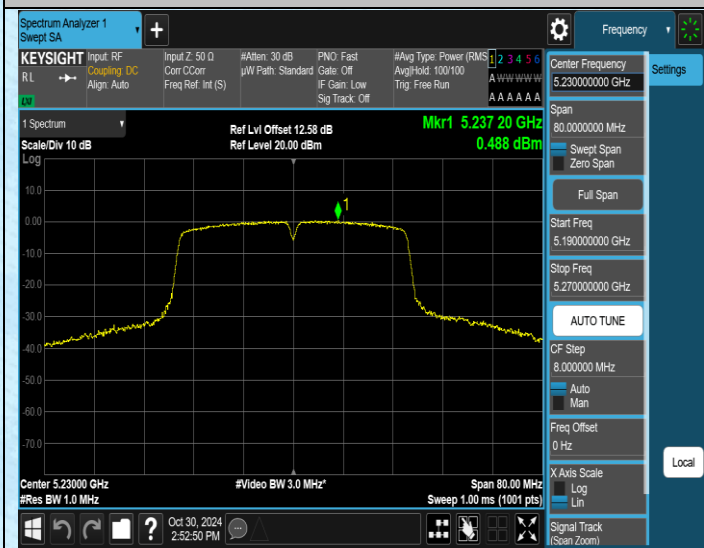 Spectrum Analyzer 1
Swept SA
Frequency
KEYSIGHT
RL
LXI
Input: RF
Coupling: DC
Align: Auto
Input Z: 50 Ω
Corr CCorr
Freq Ref: Int (S)
#Atten: 30 dB
µW Path: Standard
PNO: Fast
Gate: Off
IF Gain: Low
Sig Track: Off
#Avg Type: Power (RMS
Avg|Hold: 100/100
Trig: Free Run
1 2 3 4 5 6
A W W W W W
A A A A A A
1 Spectrum
Scale/Div 10 dB
Log
Ref Lvl Offset 12.58 dB
Ref Level 20.00 dBm
Mkr1 5.237 20 GHz
0.488 dBm
10.0
0.00
-10.0
-20.0
-30.0
-40.0
-50.0
-60.0
-70.0
1
Center 5.23000 GHz
#Res BW 1.0 MHz
#Video BW 3.0 MHz*
Span 80.00 MHz
Sweep 1.00 ms (1001 pts)
Oct 30, 2024
2:52:50 PM
?
Center Frequency
5.230000000 GHz
Settings
Span
80.0000000 MHz
Swept Span
Zero Span
Full Span
Start Freq
5.190000000 GHz
Stop Freq
5.270000000 GHz
AUTO TUNE
CF Step
8.000000 MHz
Auto
Man
Freq Offset
0 Hz
X Axis Scale
Log
Lin
Local
Signal Track
(Span Zoom)